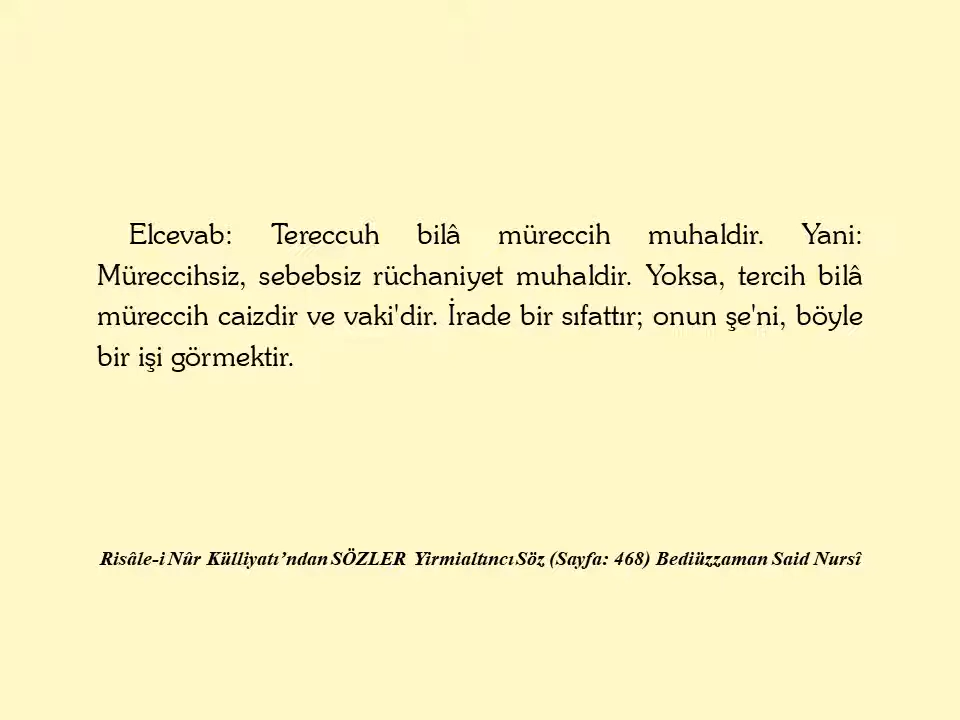 Elcevab: Tereccuh bilâ müreccih muhaldir. Yani:
Müreccihsiz, sebebsiz rüchaniyet muhaldir. Yoksa, tercih bilâ
müreccih caizdir ve vaki'dir. İrade bir sıfattır; onun şe'ni, böyle
bir işi görmektir.
Risâle-i Nûr Külliyatı’ndan SÖZLER Yirmialtıncı Söz (Sayfa: 468) Bediüzzaman Said Nursî